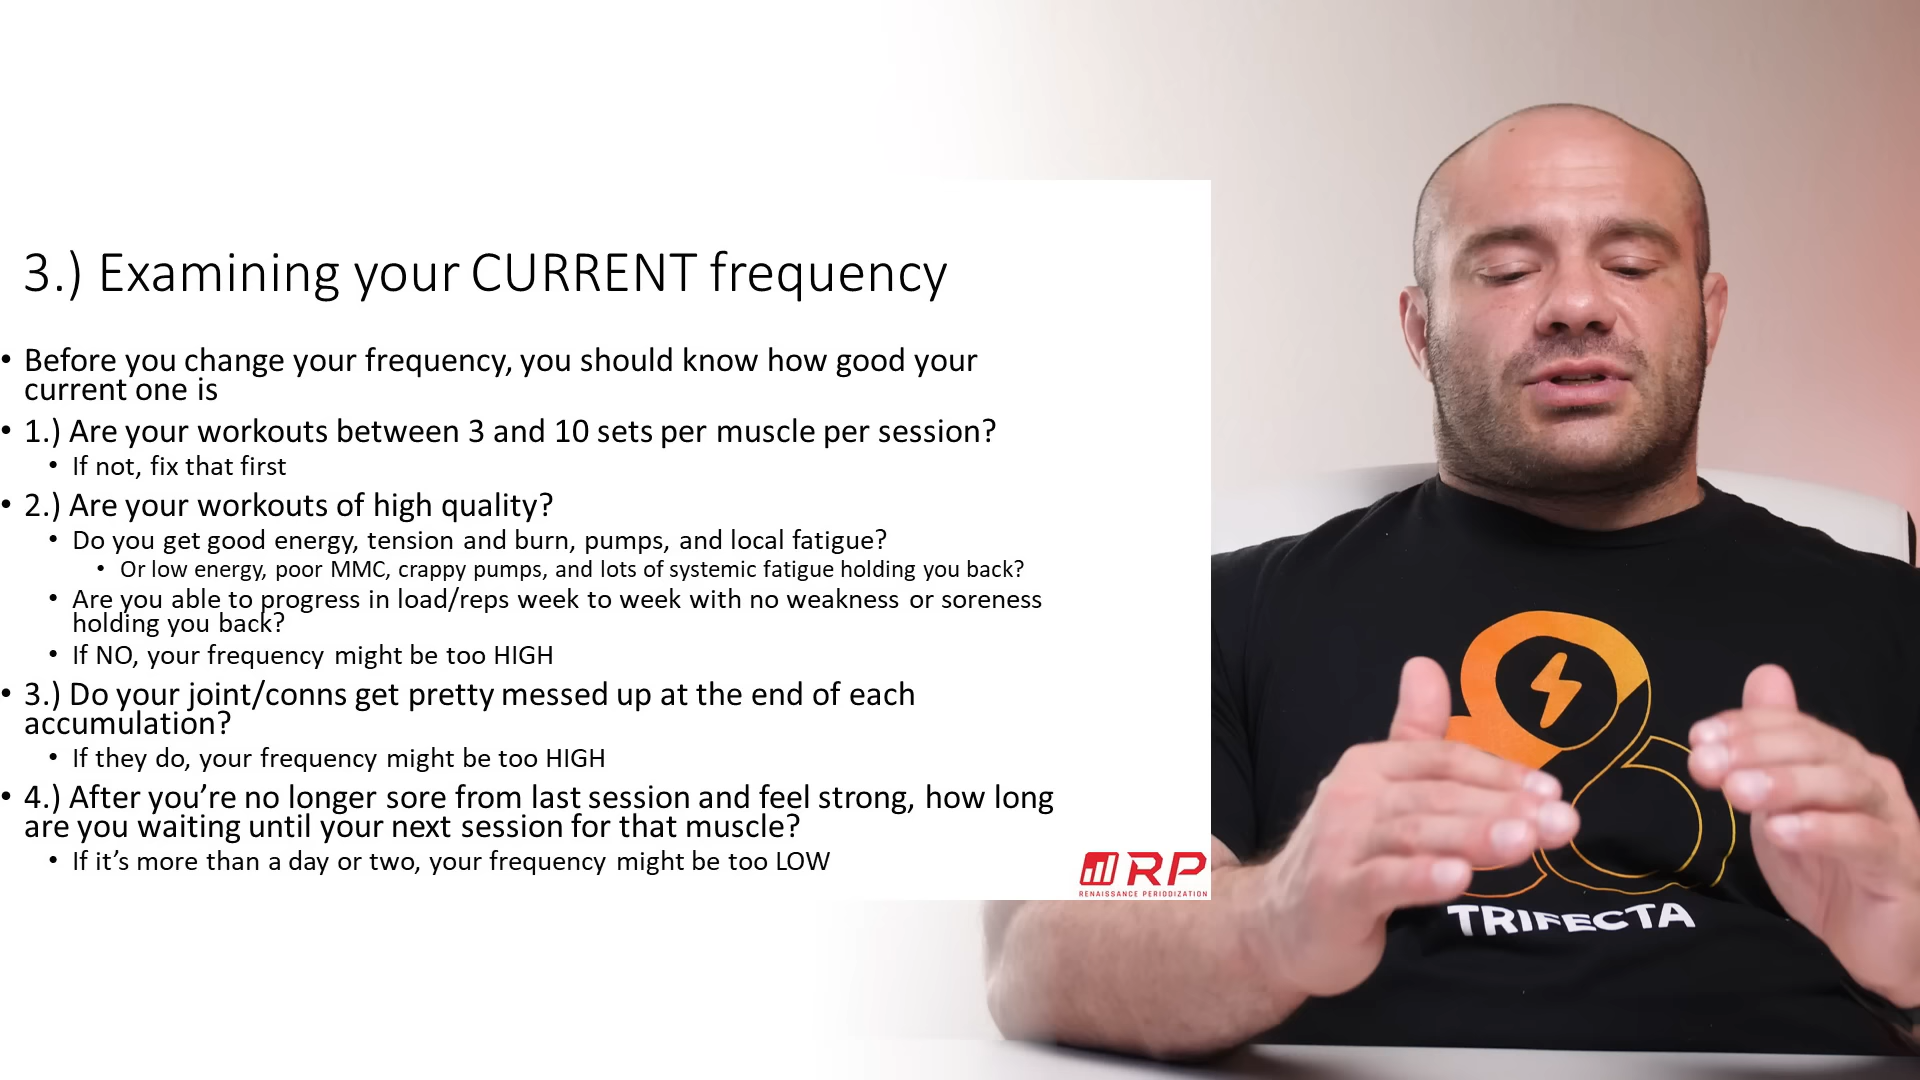 3.) Examining your CURRENT frequency
• Before you change your frequency, you should know how good your
current one is
• 1.) Are your workouts between 3 and 10 sets per muscle per session?
• If not, fix that first
• 2.) Are your workouts of high quality?
• Do you get good energy, tension and burn, pumps, and local fatigue?
• Or low energy, poor MMC, crappy pumps, and lots of systemic fatigue holding you back?
• Are you able to progress in load/reps week to week with no weakness or soreness
holding you back?
• If NO, your frequency might be too HIGH
• 3.) Do your joint/conns get pretty messed up at the end of each
accumulation?
• If they do, your frequency might be too HIGH
• 4.) After you’re no longer sore from last session and feel strong, how long
are you waiting until your next session for that muscle?
• If it’s more than a day or two, your frequency might be too LOW
RP
RENAISSANCE PERIODIZATION
TRIFECTA